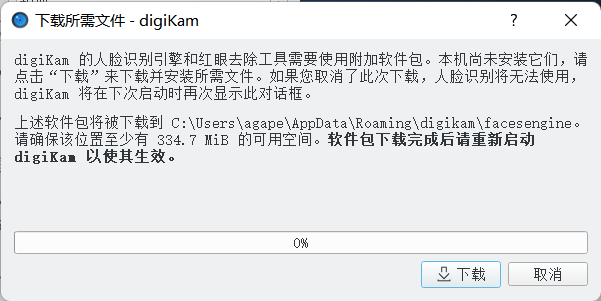 下载所需文件 - digiKam
digiKam 的人脸识别引擎和红眼去除工具需要使用附加软件包。本机尚未安装它们，请
点击“下载”来下载并安装所需文件。如果您取消了此次下载，人脸识别将无法使用，
digiKam 将在下次启动时再次显示此对话框。
上述软件包将被下载到 C:\Users\agape\AppData\Roaming\digikam\facesengine。
请确保该位置至少有 334.7 MiB 的可用空间。软件包下载完成后请重新启动
digiKam 以使其生效。
0%
下载
取消